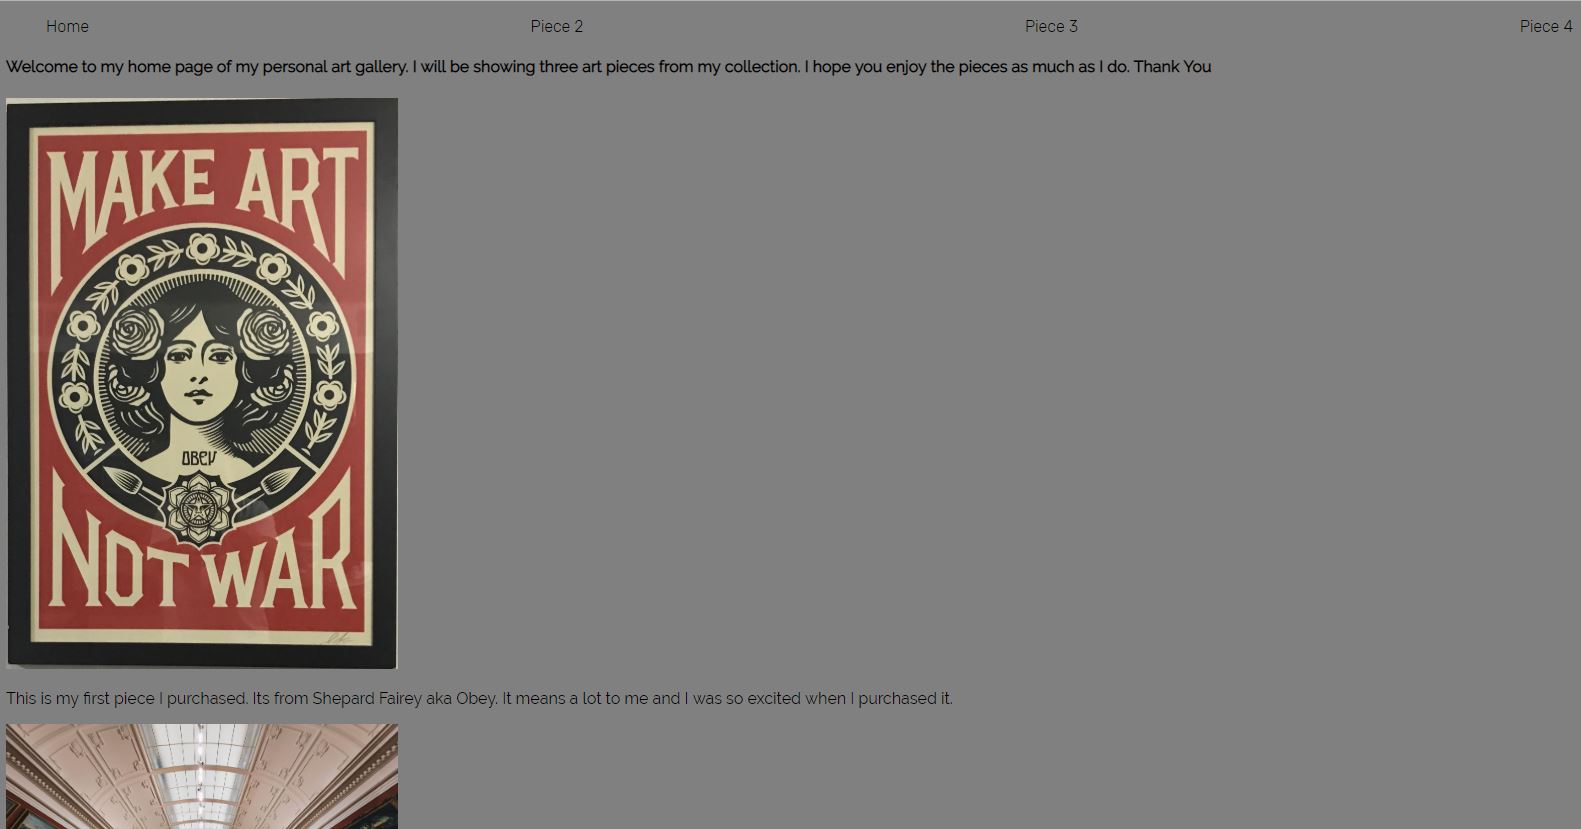 Home Piece 2 Piece 3 Piece 4
Welcome to my home page of my personal art gallery. I will be showing three art pieces from my collection. I hope you enjoy the pieces as much as I do. Thank You
MAKE ART
OBEY
NOT WAR
This is my first piece I purchased. Its from Shepard Fairey aka Obey. It means a lot to me and I was so excited when I purchased it.